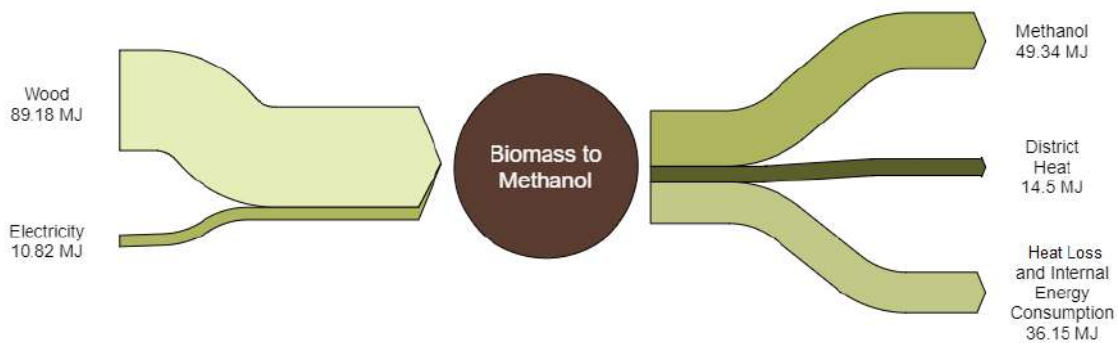 Wood
89.18 MJ
Electricity
10.82 MJ
Biomass to
Methanol
Methanol
49.34 MJ
District
Heat
14.5 MJ
Heat Loss
and Internal
Energy
Consumption
36.15 MJ